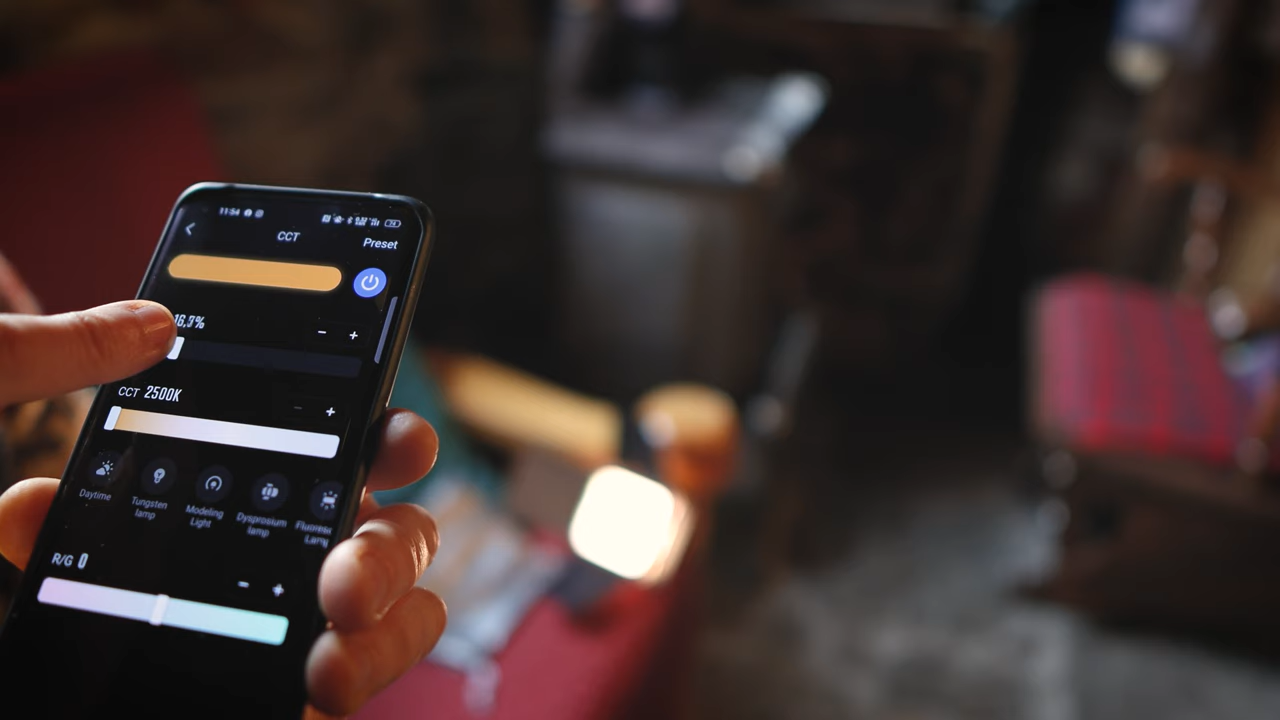 11:54
CCT
Preset
16,3%
CCT 2500K
Daytime
Tungsten
lamp
Modeling
Light
Dysprosium
lamp
R/G 0